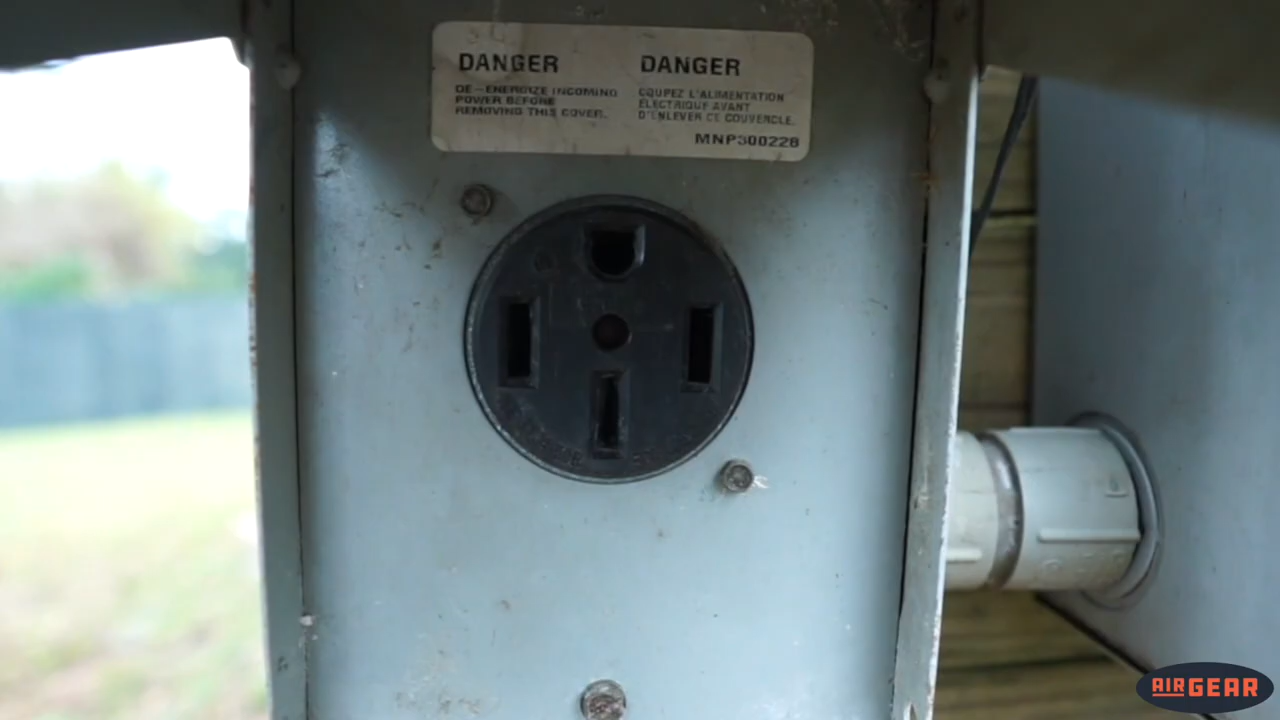 DANGER
DE-ENERGIZE INCOMING
POWER BEFORE
REMOVING THIS COVER.
DANGER
COUPEZ L'ALIMENTATION
ÉLECTRIQUE AVANT
D'ENLEVER CE COUVERCLE.
MNP300228
AIRGEAR